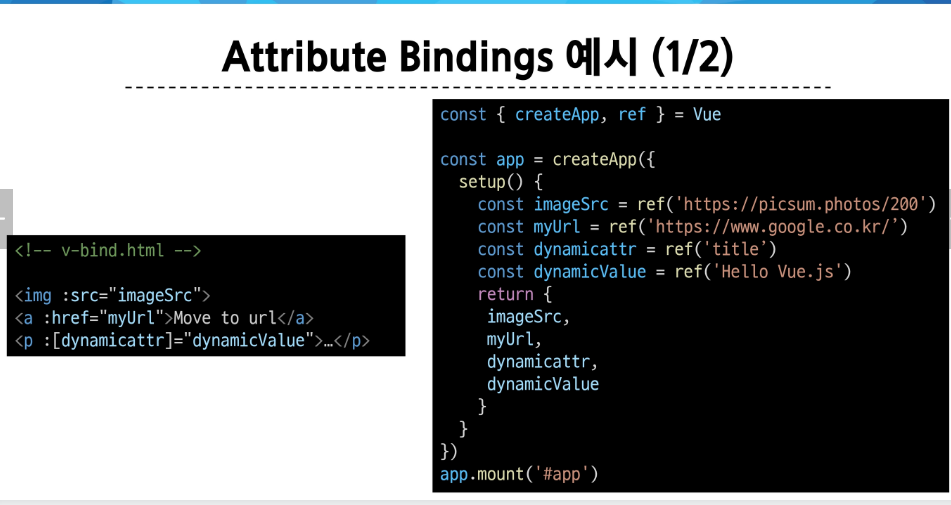 Attribute Bindings 예시 (1/2)
<!-- v-bind.html -->
<img :src="imageSrc">
<a :href="myUrl">Move to url</a>
<p :[dynamicattr]="dynamicValue">…</p>
const { createApp, ref } = Vue
const app = createApp({
setup() {
const imageSrc = ref('https://picsum.photos/200')
const myUrl = ref('https://www.google.co.kr/’)
const dynamicattr = ref('title’)
const dynamicValue = ref('Hello Vue.js')
return {
imageSrc,
myUrl,
dynamicattr,
dynamicValue
}
}
})
app.mount('#app')